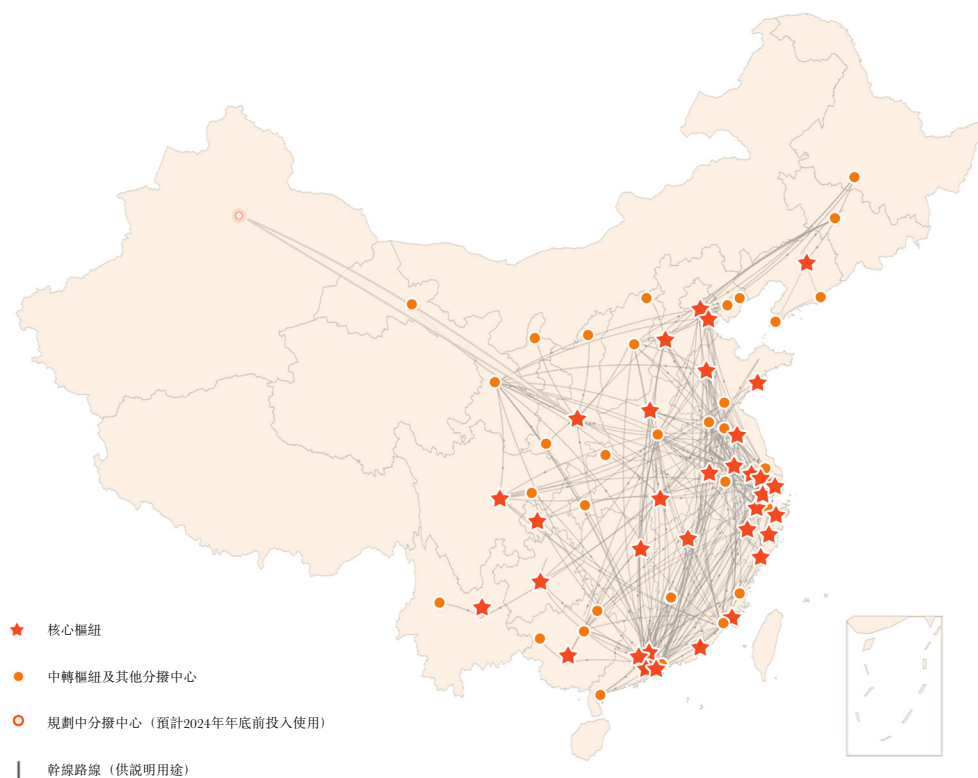 核心樞紐
中轉樞紐及其他分撥中心
規劃中分撥中心（預計2024年年底前投入使用）
幹線路線（供說明用途）